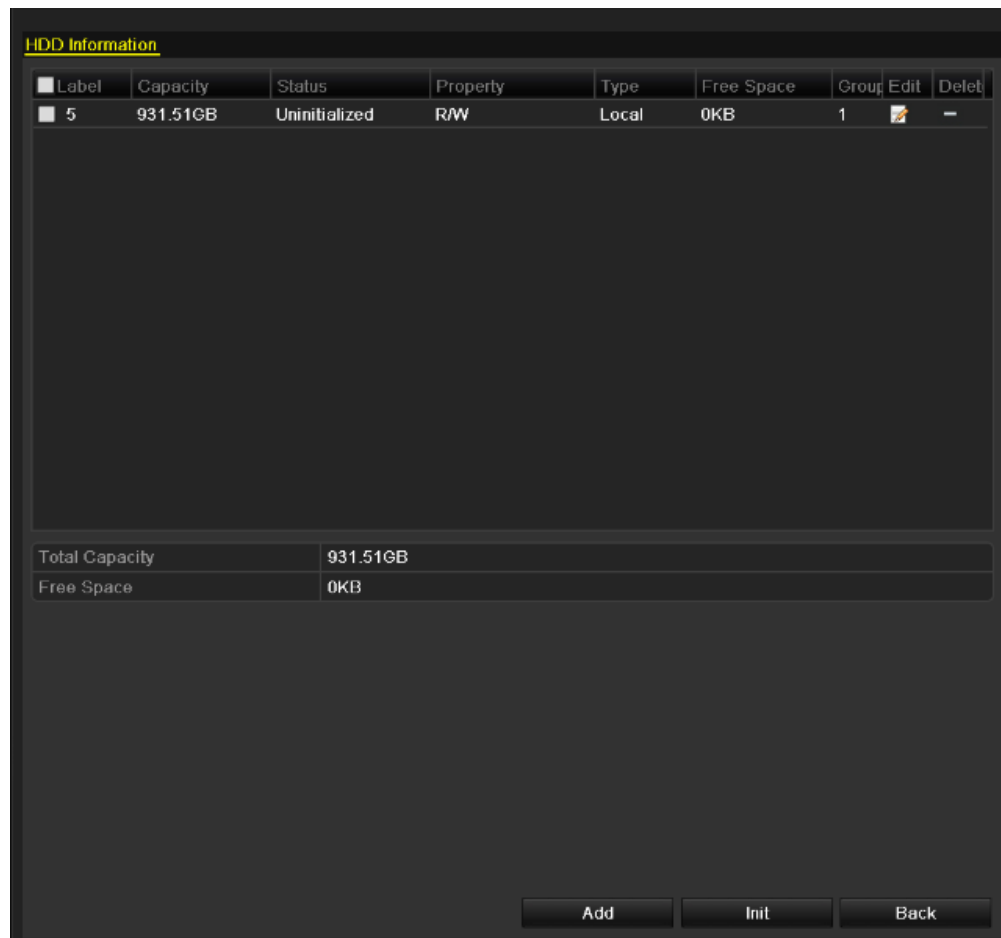 HDD Information
Label Capacity Status Property Type Free Space Group Edit Delet
5 931.51GB Uninitialized R/W Local 0KB 1 –
Total Capacity 931.51GB
Free Space 0KB
Add Init Back